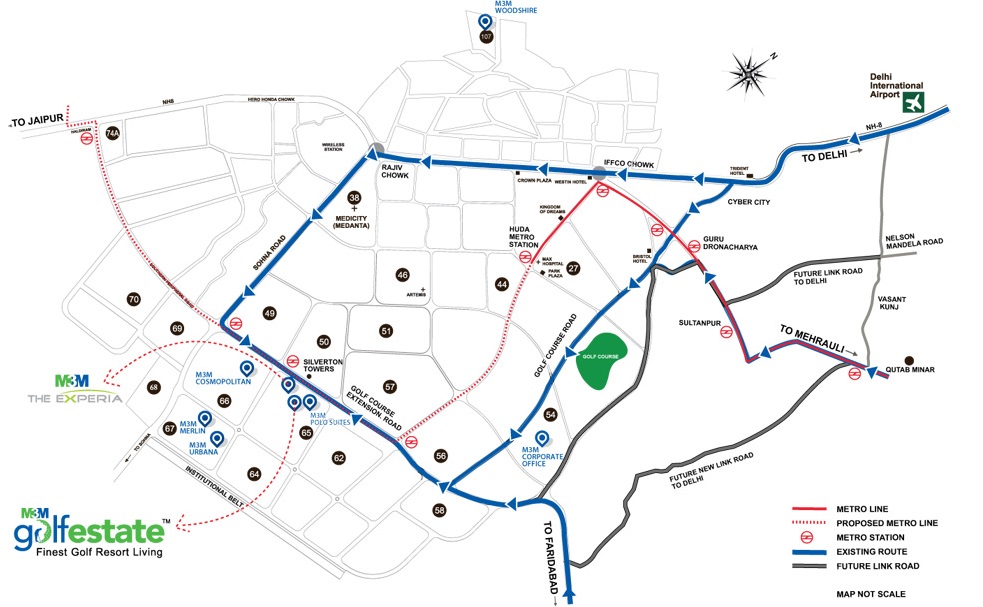 M3M
WOODSHIRE
107
N
Delhi
International
Airport
NH-8
TO DELHI
NH8
HERO HONDA CHOWK
TO JAIPUR
HALDIRAM
74A
WIRELESS
STATION
RAJIV
CHOWK
IFFCO CHOWK
CROWN PLAZA
WESTIN HOTEL
TRIDENT
HOTEL
CYBER CITY
38
MEDICITY
(MEDANTA)
KINGDOM
OF DREAMS
HUDA
METRO
STATION
MAX
HOSPITAL
PARK
PLAZA
27
BRISTOL
HOTEL
GURU
DRONACHARYA
NELSON
MANDELA ROAD
FUTURE LINK ROAD
TO DELHI
VASANT
KUNJ
SOHNA ROAD
46
ARTEMIS
44
70
69
49
50
51
SULTANPUR
TO MEHRAULI
QUTAB MINAR
GOLF COURSE ROAD
GOLF COURSE
SILVERTON
TOWERS
M3M
COSMOPOLITAN
M3M
THE EXPERIA
68
66
57
GOLF COURSE
EXTENSION, ROAD
M3M
POLO SUITES
67
M3M
MERLIN
M3M
URBANA
65
54
M3M
CORPORATE
OFFICE
TO SOHNA
62
56
64
58
INSTITUTIONAL BELT
FUTURE NEW LINK ROAD
TO DELHI
M3M
golfestate™
Finest Golf Resort Living
TO FARIDABAD
METRO LINE
PROPOSED METRO LINE
METRO STATION
EXISTING ROUTE
FUTURE LINK ROAD
MAP NOT SCALE